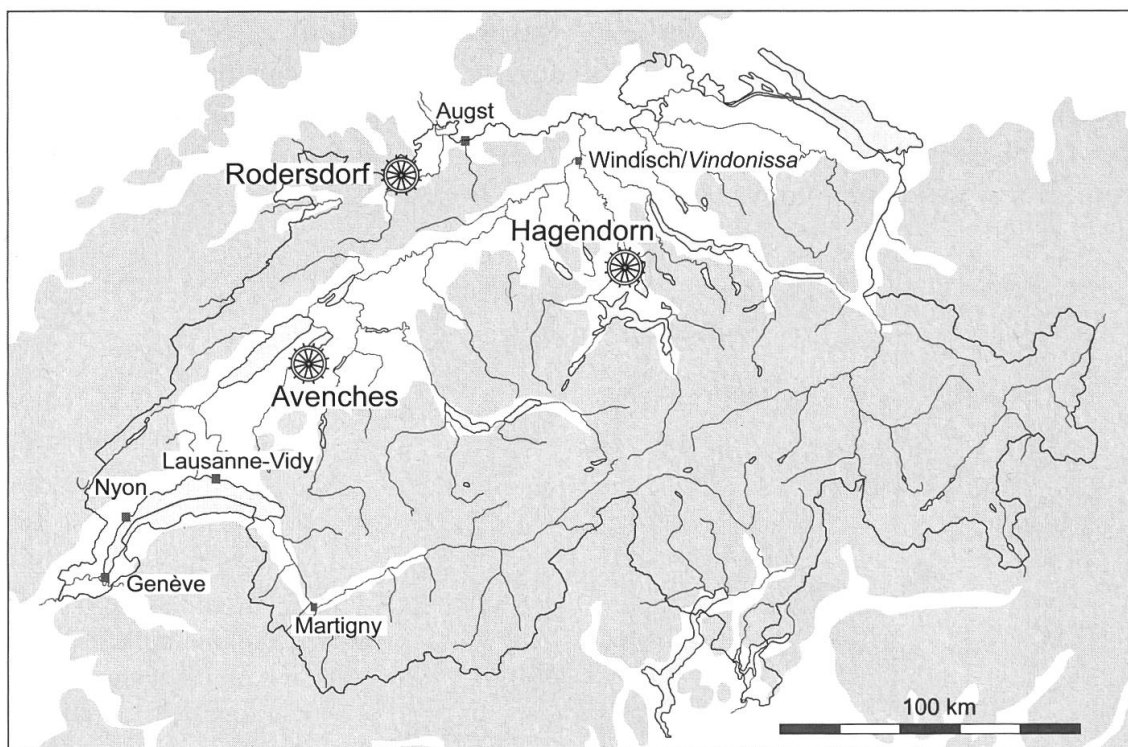 Augst
Rodersdorf
Windisch/Vindonissa
Hagendorn
Avenches
Lausanne-Vidy
Nyon
Genève
Martigny
100 km